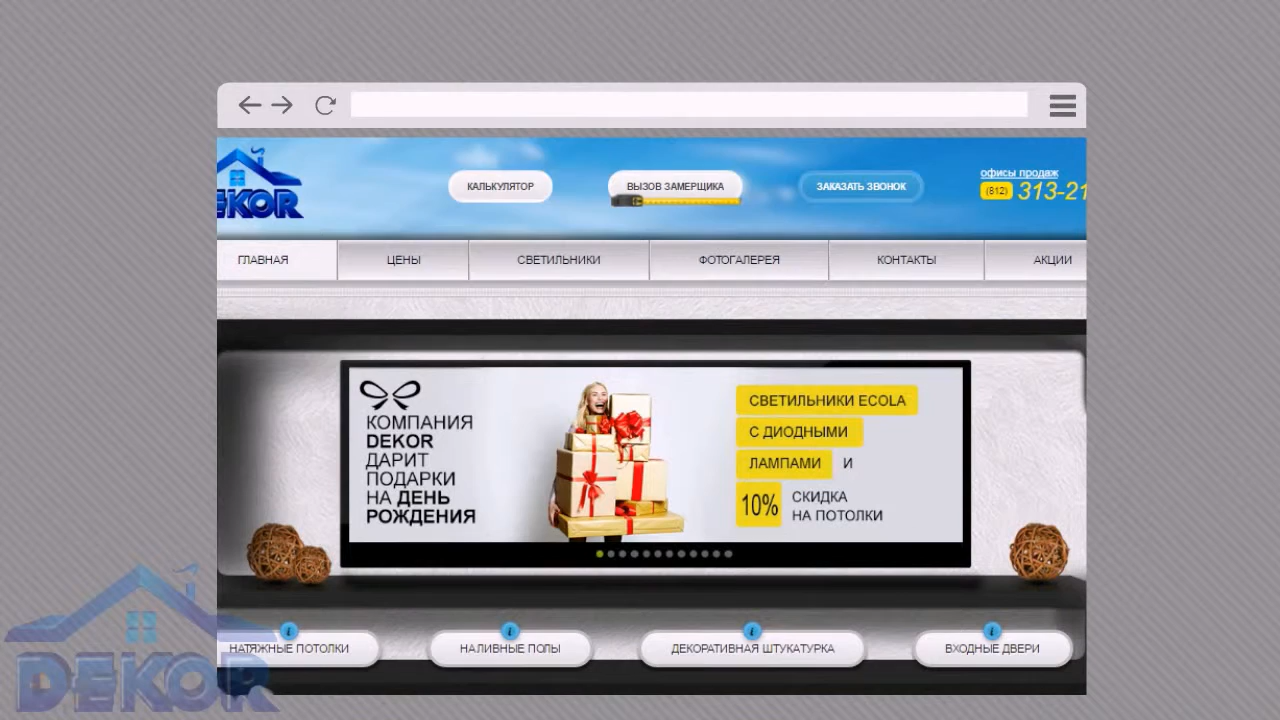 DEKOR
КАЛЬКУЛЯТОР
ВЫЗОВ ЗАМЕРЩИКА
ЗАКАЗАТЬ ЗВОНОК
офисы продаж
(812) 313-21
ГЛАВНАЯ
ЦЕНЫ
СВЕТИЛЬНИКИ
ФОТОГАЛЕРЕЯ
КОНТАКТЫ
АКЦИИ
КОМПАНИЯ
DEKOR
ДАРИТ
ПОДАРКИ
НА ДЕНЬ
РОЖДЕНИЯ
СВЕТИЛЬНИКИ ECOLA
С ДИОДНЫМИ
ЛАМПАМИ И
10% СКИДКА
НА ПОТОЛКИ
НАТЯЖНЫЕ ПОТОЛКИ
НАЛИВНЫЕ ПОЛЫ
ДЕКОРАТИВНАЯ ШТУКАТУРКА
ВХОДНЫЕ ДВЕРИ
DEKOR